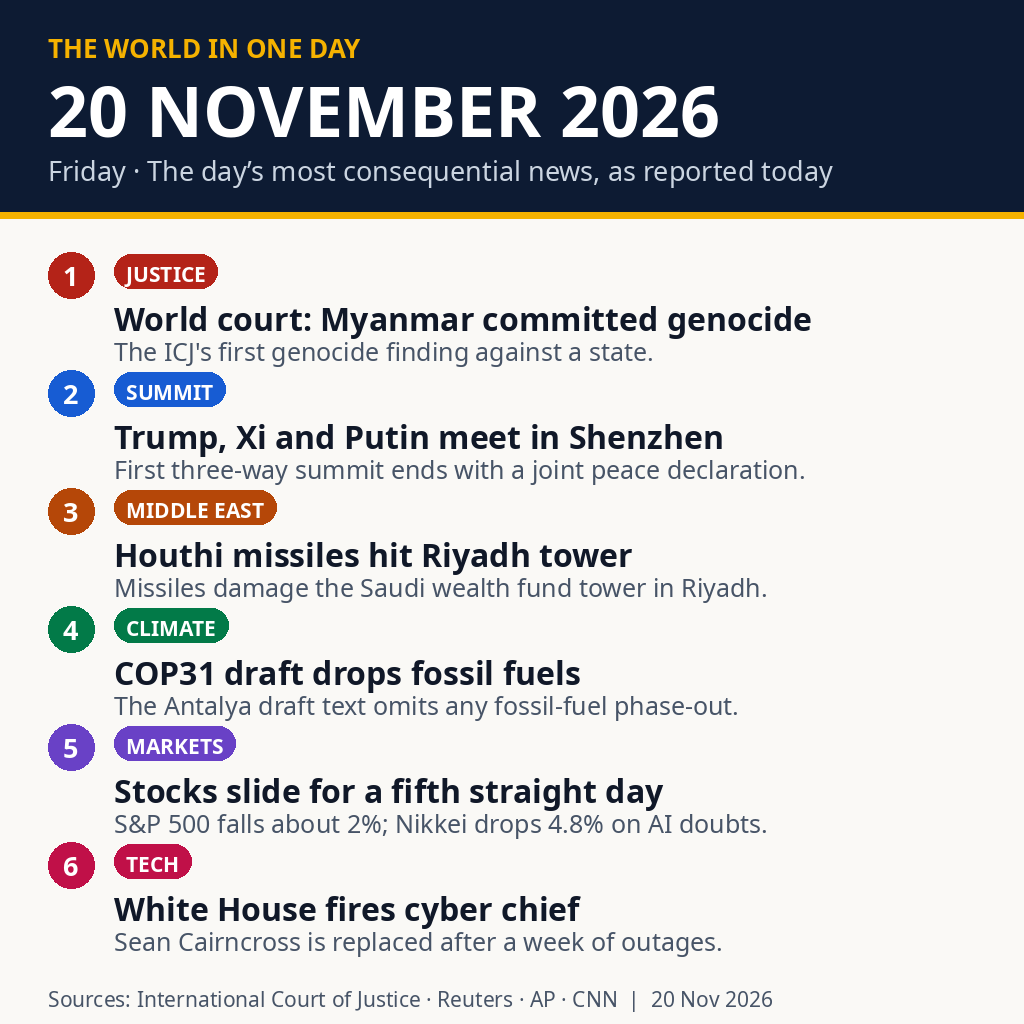 THE WORLD IN ONE DAY
20 NOVEMBER 2026
Friday · The day’s most consequential news, as reported today
1
JUSTICE
World court: Myanmar committed genocide
The ICJ's first genocide finding against a state.
2
SUMMIT
Trump, Xi and Putin meet in Shenzhen
First three-way summit ends with a joint peace declaration.
3
MIDDLE EAST
Houthi missiles hit Riyadh tower
Missiles damage the Saudi wealth fund tower in Riyadh.
4
CLIMATE
COP31 draft drops fossil fuels
The Antalya draft text omits any fossil-fuel phase-out.
5
MARKETS
Stocks slide for a fifth straight day
S&P 500 falls about 2%; Nikkei drops 4.8% on AI doubts.
6
TECH
White House fires cyber chief
Sean Cairncross is replaced after a week of outages.
Sources: International Court of Justice · Reuters · AP · CNN | 20 Nov 2026